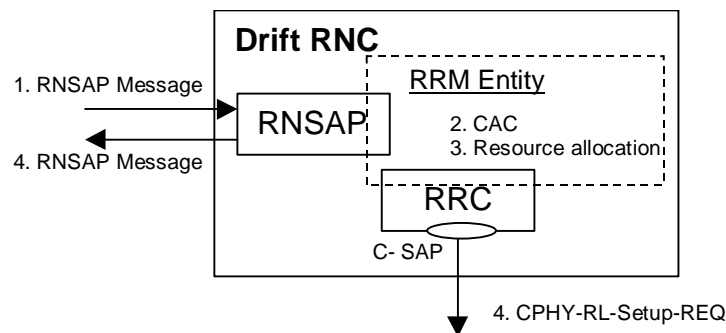 Drift RNC
1. RNSAP Message
RRM Entity
RNSAP
2. CAC
3. Resource allocation
4. RNSAP Message
RRC
C- SAP
4. CPHY-RL-Setup-REQ